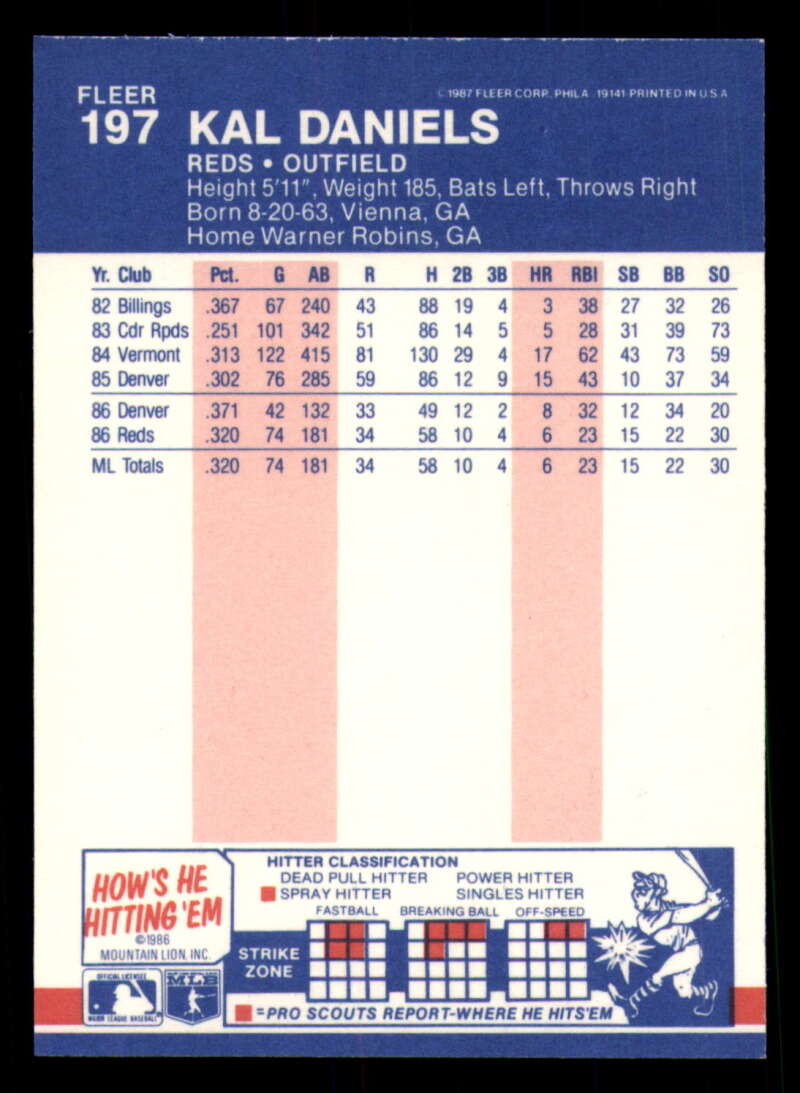 FLEER
©1987 FLEER CORP. PHILA 19141 PRINTED IN U.S.A
197 KAL DANIELS
REDS • OUTFIELD
Height 5'11", Weight 185, Bats Left, Throws Right
Born 8-20-63, Vienna, GA
Home Warner Robins, GA
Yr. Club Pct. G AB R H 2B 3B HR RBI SB BB SO
82 Billings .367 67 240 43 88 19 4 3 38 27 32 26
83 Cdr Rpds .251 101 342 51 86 14 5 5 28 31 39 73
84 Vermont .313 122 415 81 130 29 4 17 62 43 73 59
85 Denver .302 76 285 59 86 12 9 15 43 10 37 34
86 Denver .371 42 132 33 49 12 2 8 32 12 34 20
86 Reds .320 74 181 34 58 10 4 6 23 15 22 30
ML Totals .320 74 181 34 58 10 4 6 23 15 22 30
HOW'S HE
HITTING 'EM
©1986
MOUNTAIN LION, INC.
OFFICIAL LICENSEE
MAJOR LEAGUE BASEBALL
MLB
HITTER CLASSIFICATION
DEAD PULL HITTER POWER HITTER
SPRAY HITTER SINGLES HITTER
FASTBALL BREAKING BALL OFF-SPEED
STRIKE
ZONE
=PRO SCOUTS REPORT-WHERE HE HITS'EM